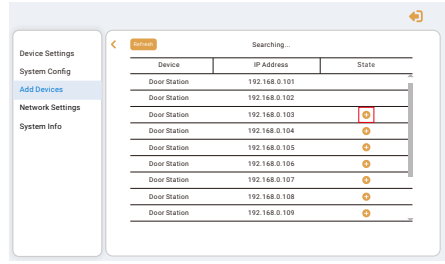 Device Settings
System Config
Add Devices
Network Settings
System Info
Refresh
Searching...
Device IP Address State
Door Station 192.168.0.101
Door Station 192.168.0.102
Door Station 192.168.0.103
Door Station 192.168.0.104
Door Station 192.168.0.105
Door Station 192.168.0.106
Door Station 192.168.0.107
Door Station 192.168.0.108
Door Station 192.168.0.109